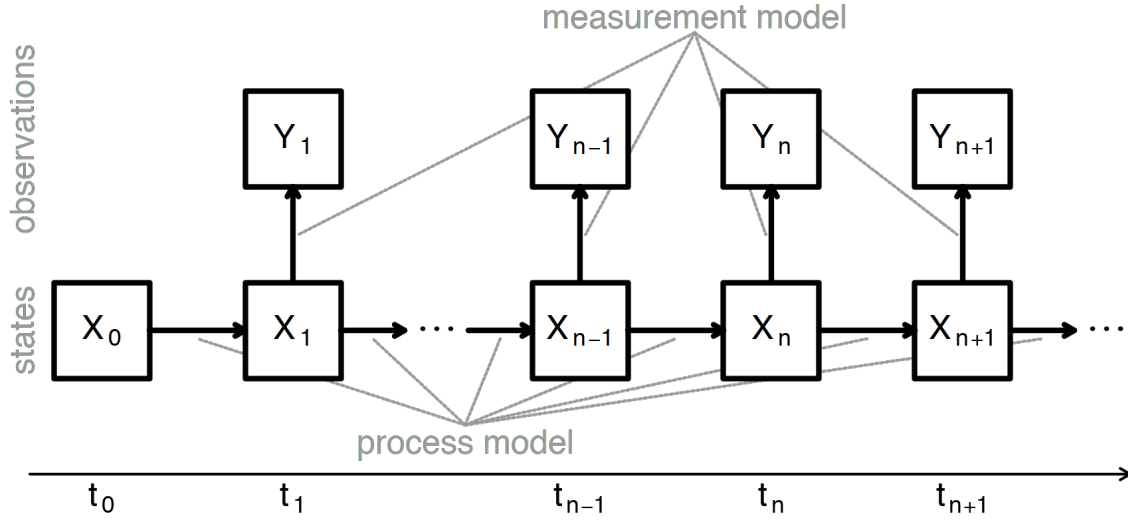 measurement model
observations
Y₁ Yₙ₋₁ Yₙ Yₙ₊₁
states
X₀ X₁ ... Xₙ₋₁ Xₙ Xₙ₊₁ ...
process model
t₀ t₁ tₙ₋₁ tₙ tₙ₊₁